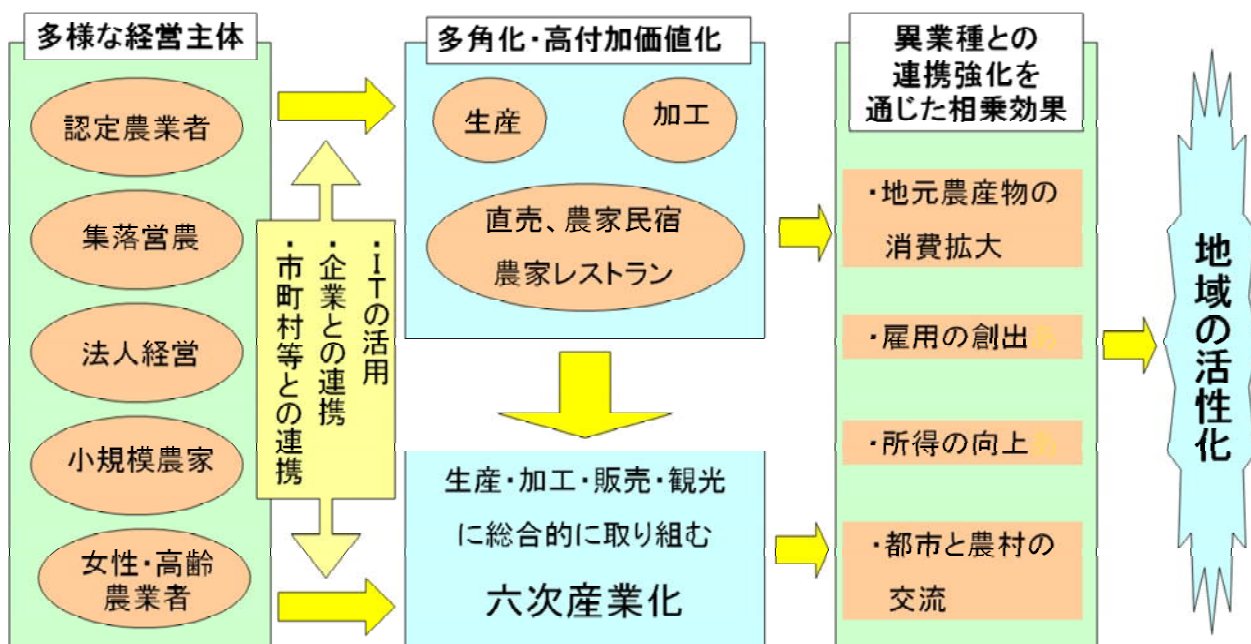 多様な経営主体
認定農業者
集落営農
法人経営
小規模農家
女性・高齢
農業者
・ITの活用
・企業との連携
・市町村等との連携
多角化・高付加価値化
生産
加工
直売、農家民宿
農家レストラン
生産・加工・販売・観光
に総合的に取り組む
六次産業化
異業種との
連携強化を
通じた相乗効果
・地元農産物の
消費拡大
・雇用の創出あ
・所得の向上あ
・都市と農村の
交流
地域の活性化